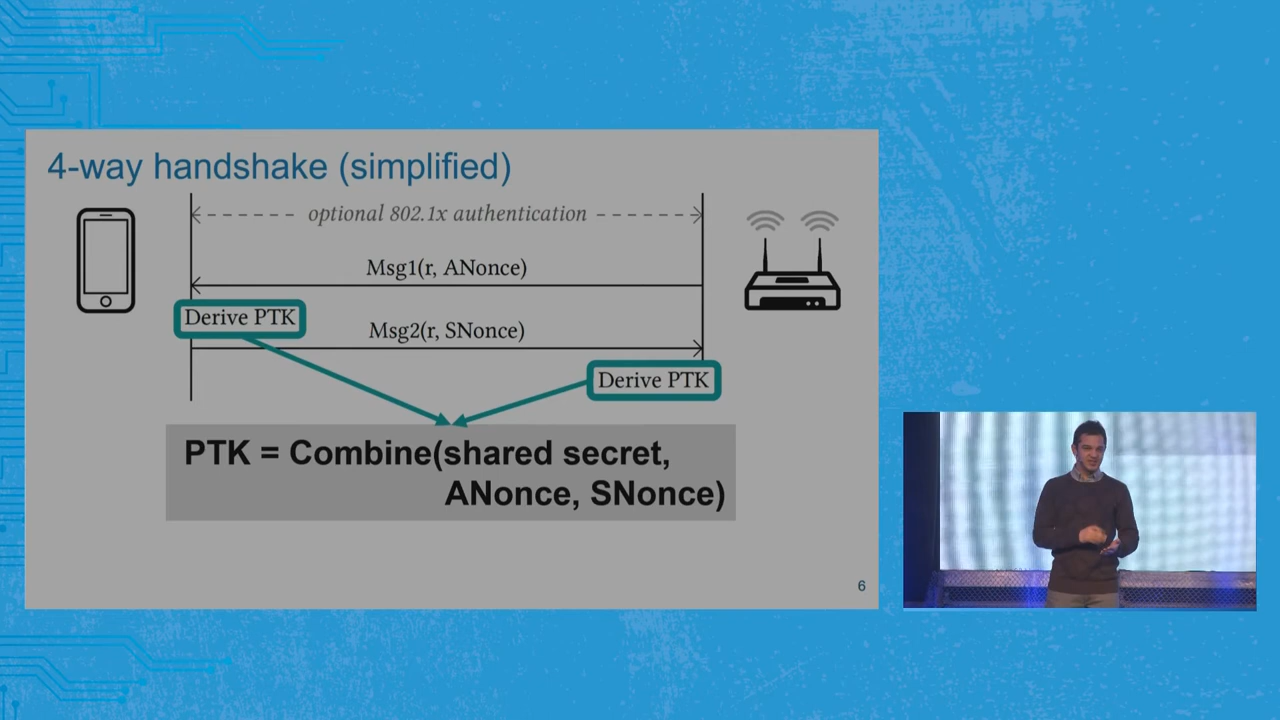 4-way handshake (simplified)
optional 802.1x authentication
Msg1(r, ANonce)
Derive PTK
Msg2(r, SNonce)
Derive PTK
PTK = Combine(shared secret,
ANonce, SNonce)
6